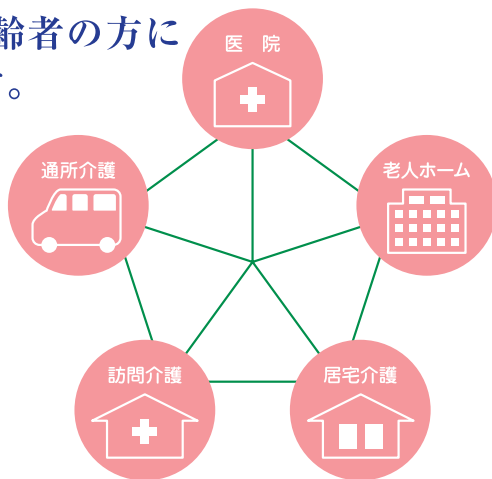 齢者の方に
。
医 院
通所介護
老人ホーム
訪問介護
居宅介護